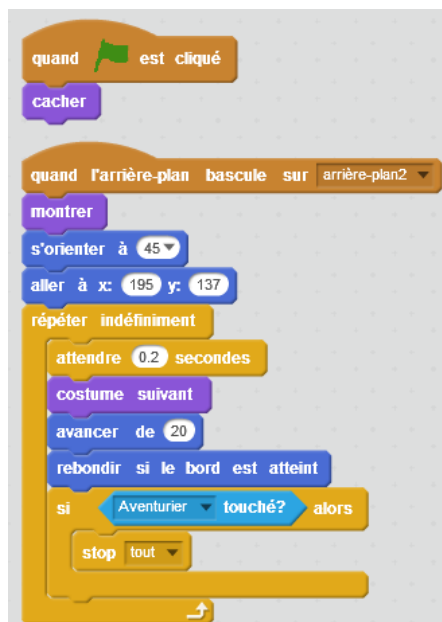 quand est cliqué
cacher
quand l'arrière-plan bascule sur arrière-plan2
montrer
s'orienter à 45
aller à x: 195 y: 137
répéter indéfiniment
attendre 0.2 secondes
costume suivant
avancer de 20
rebondir si le bord est atteint
si Aventurier touché? alors
stop tout